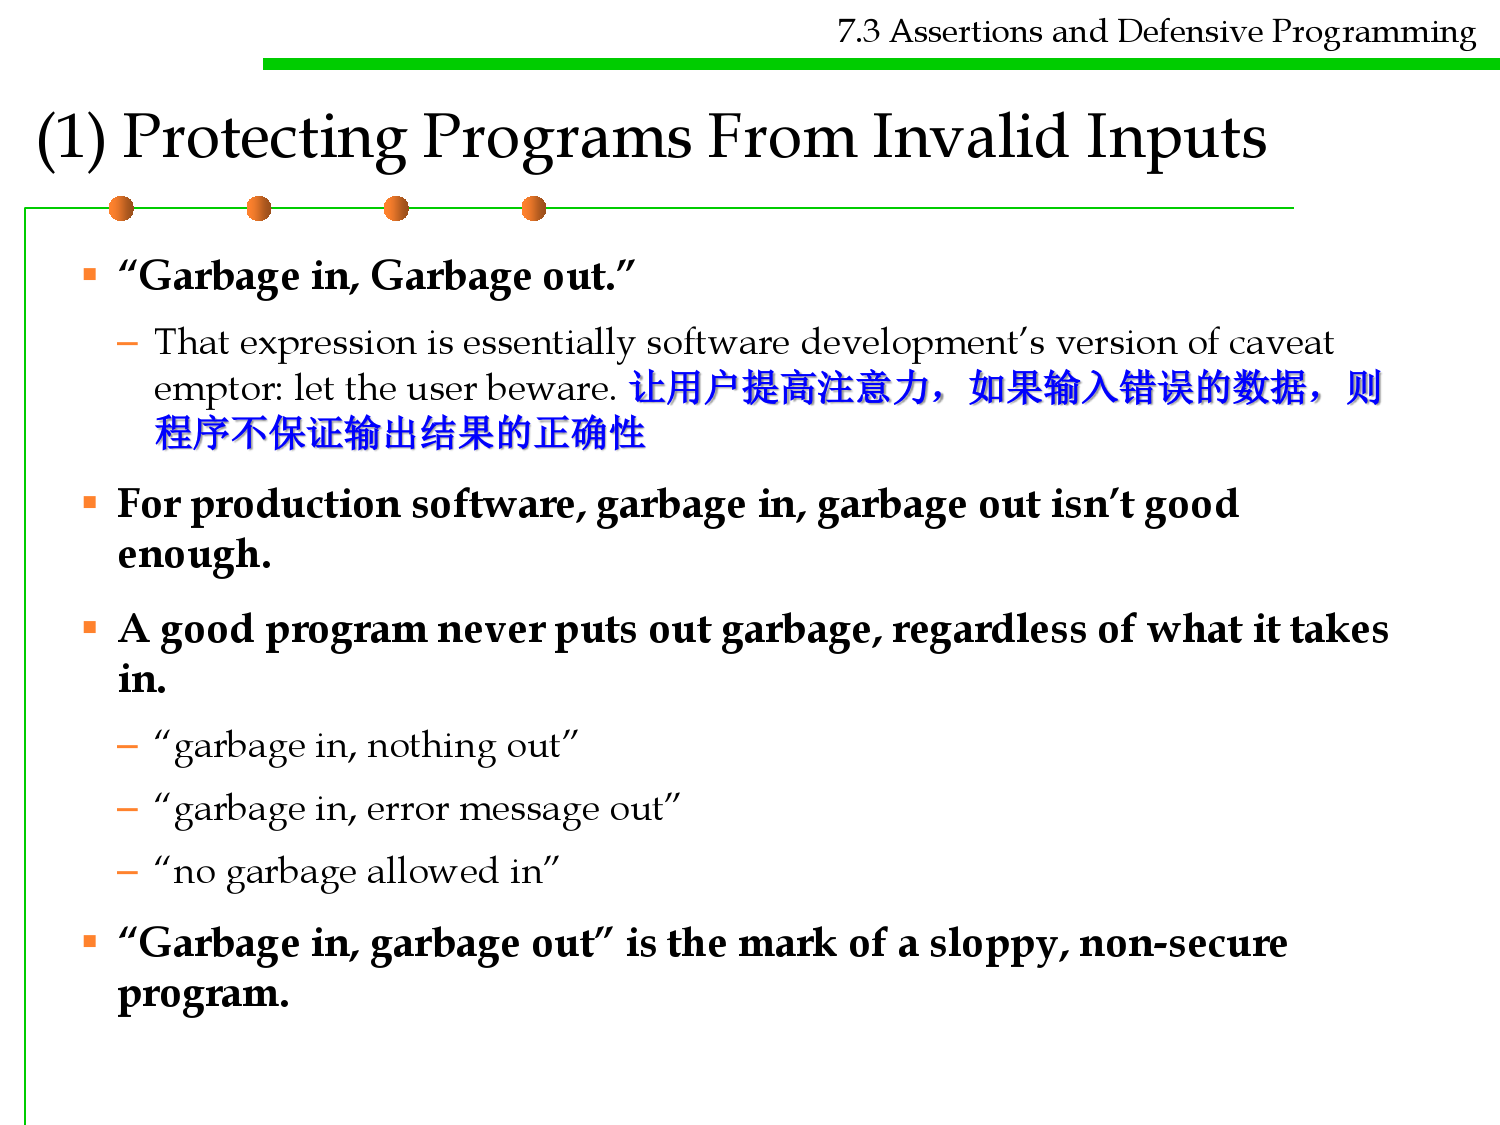 7.3 Assertions and Defensive Programming
(1) Protecting Programs From Invalid Inputs
▪ “Garbage in, Garbage out.”
– That expression is essentially software development’s version of caveat
emptor: let the user beware. 让用户提高注意力，如果输入错误的数据，则
程序不保证输出结果的正确性
▪ For production software, garbage in, garbage out isn’t good
enough.
▪ A good program never puts out garbage, regardless of what it takes
in.
– “garbage in, nothing out”
– “garbage in, error message out”
– “no garbage allowed in”
▪ “Garbage in, garbage out” is the mark of a sloppy, non-secure
program.